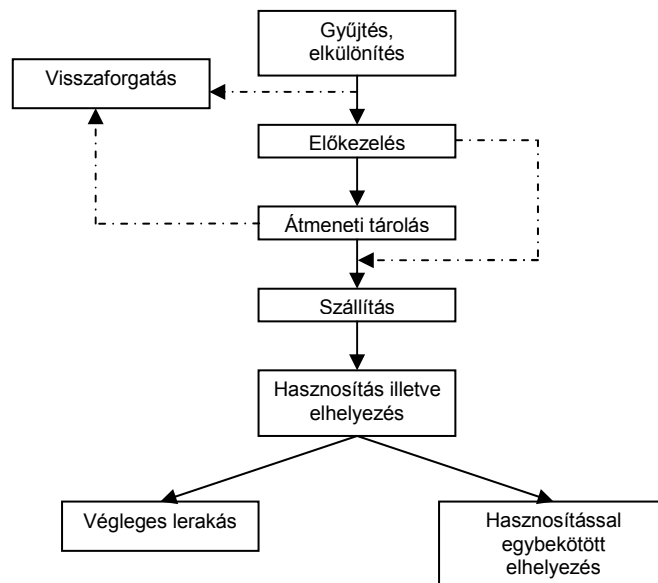 Gyűjtés,
elkülönítés
Visszaforgatás
Előkezelés
Átmeneti tárolás
Szállítás
Hasznosítás illetve
elhelyezés
Végleges lerakás
Hasznosítással
egybekötött
elhelyezés